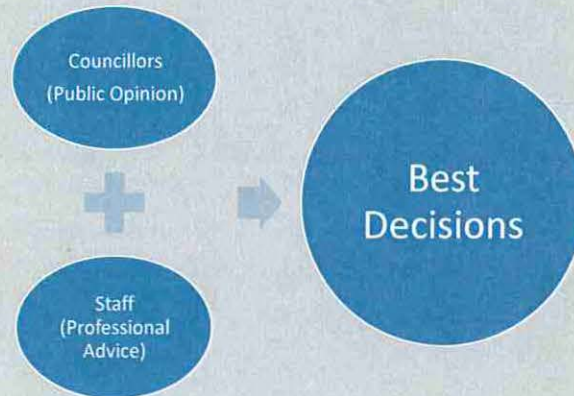 Councillors
(Public Opinion)
Staff
(Professional
Advice)
Best
Decisions